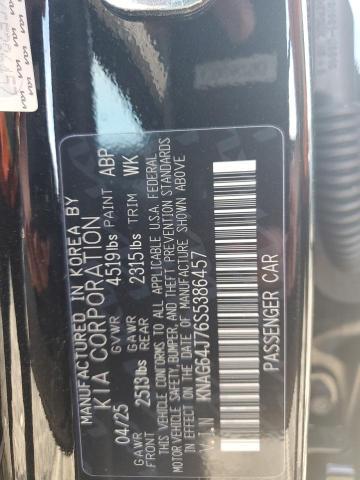 MANUFACTURED IN KOREA BY
KIA CORPORATION
04/25 GVWR 4519lbs PAINT ABP
GAWR FRONT 2513lbs GAWR REAR 2315lbs TRIM WK
THIS VEHICLE CONFORMS TO ALL APPLICABLE U.S.A. FEDERAL
MOTOR VEHICLE SAFETY, BUMPER, AND THEFT PREVENTION STANDARDS
IN EFFECT ON THE DATE OF MANUFACTURE SHOWN ABOVE
V.I.N KNAG64J76S5386457
PASSENGER CAR